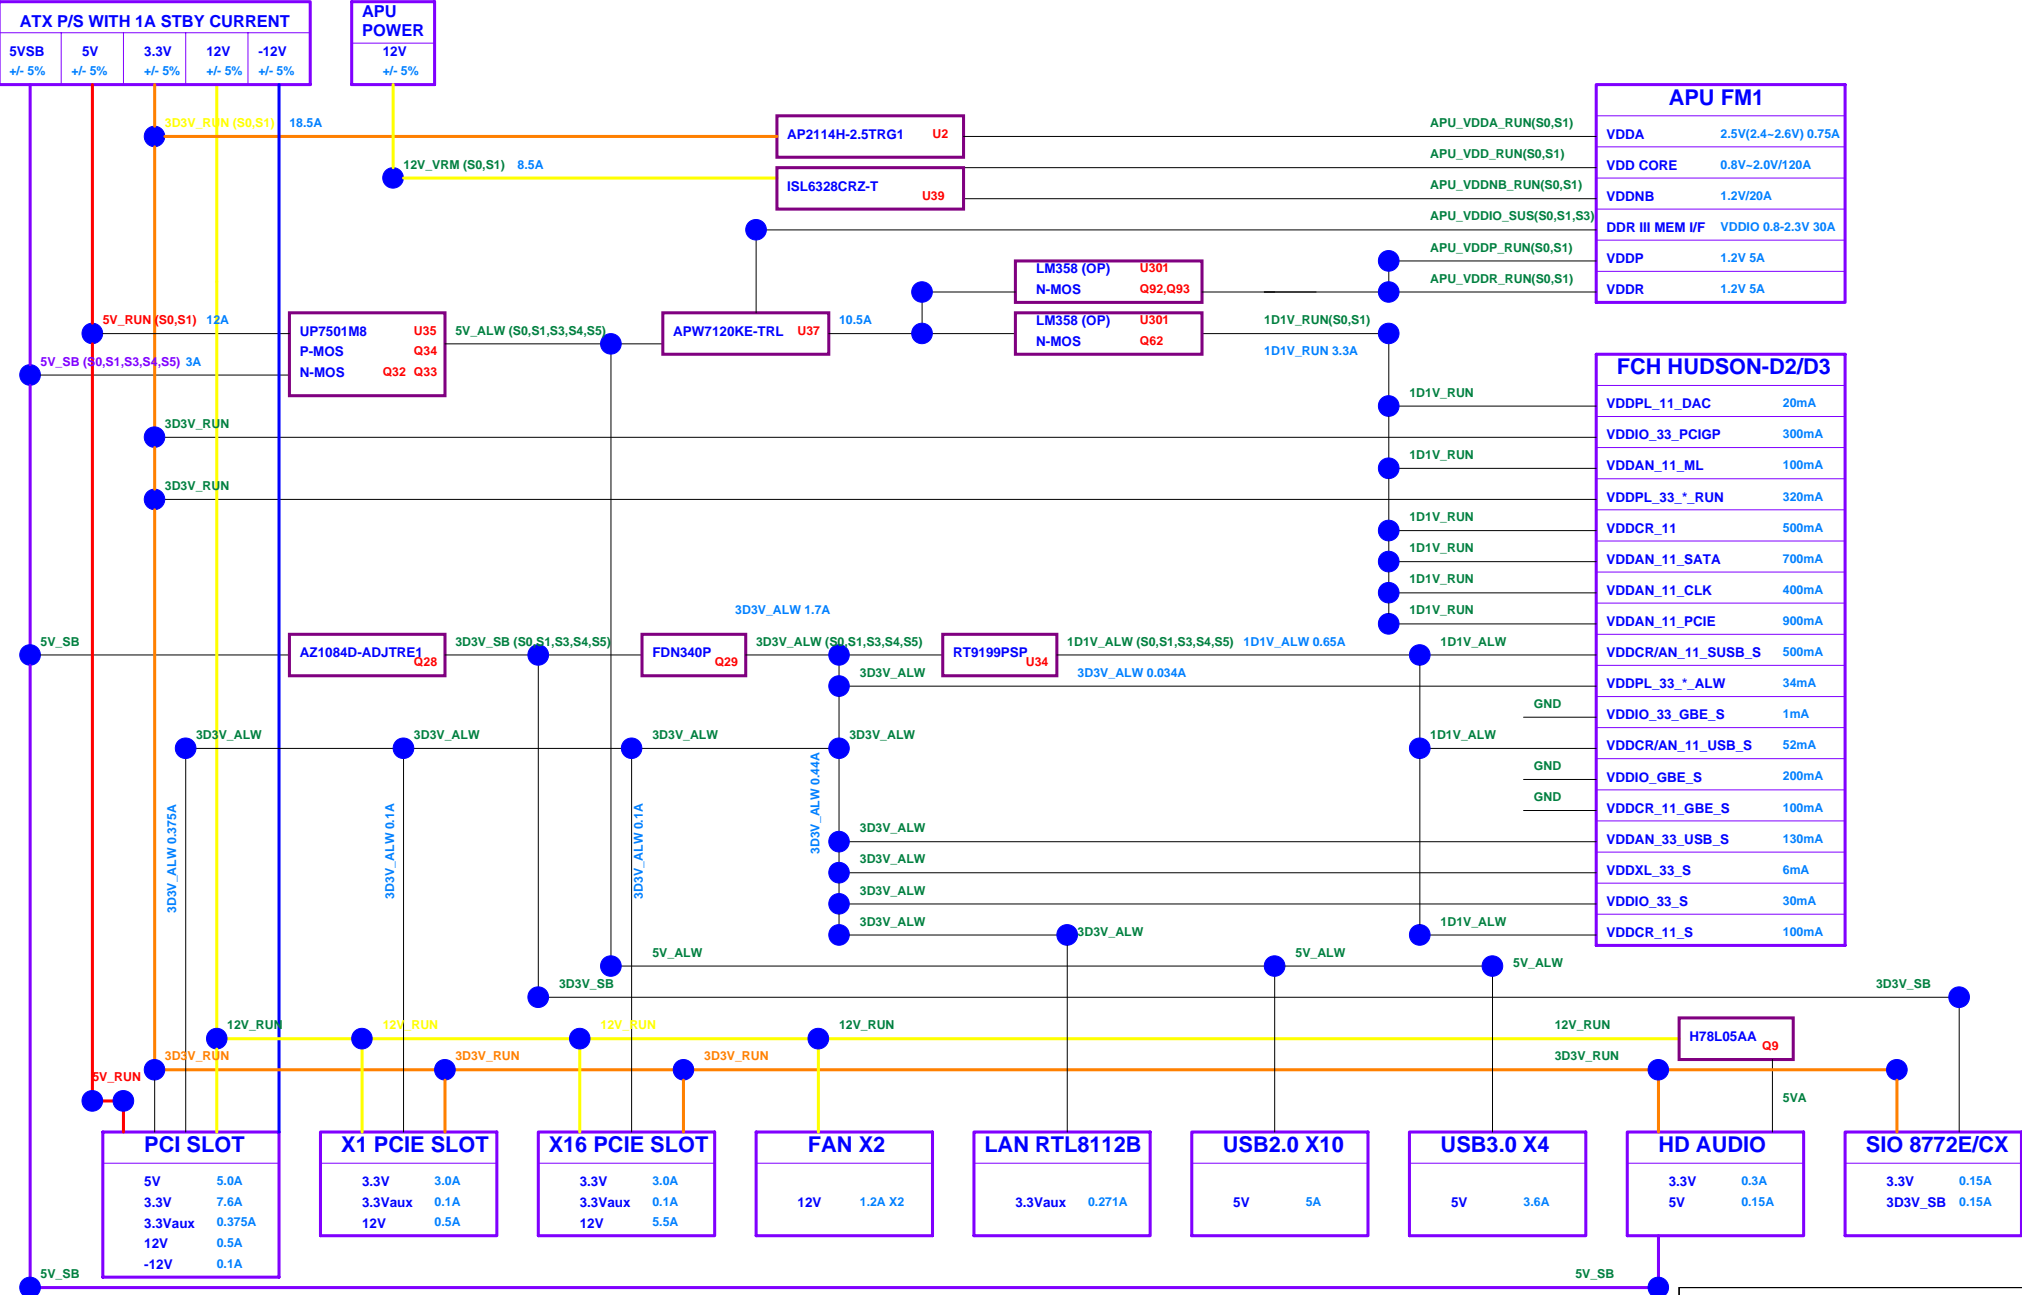 ATX P/S WITH 1A STBY CURRENT
5VSB 5V 3.3V 12V -12V
+/- 5% +/- 5% +/- 5% +/- 5% +/- 5%
APU
POWER
12V
+/- 5%
3D3V_RUN (S0,S1) 18.5A
AP2114H-2.5TRG1 U2
12V_VRM (S0,S1) 8.5A
ISL6328CRZ-T
U39
APU_VDDA_RUN(S0,S1)
APU_VDD_RUN(S0,S1)
APU_VDDNB_RUN(S0,S1)
APU_VDDIO_SUS(S0,S1,S3)
APU_VDDP_RUN(S0,S1)
APU_VDDR_RUN(S0,S1)
APU FM1
VDDA 2.5V(2.4~2.6V) 0.75A
VDD CORE 0.8V~2.0V/120A
VDDNB 1.2V/20A
DDR III MEM I/F VDDIO 0.8-2.3V 30A
VDDP 1.2V 5A
VDDR 1.2V 5A
LM358 (OP) U301
N-MOS Q92,Q93
5V_RUN (S0,S1) 12A
5V_SB (S0,S1,S3,S4,S5) 3A
UP7501M8 U35
P-MOS Q34
N-MOS Q32 Q33
5V_ALW (S0,S1,S3,S4,S5)
APW7120KE-TRL U37
10.5A
LM358 (OP) U301
N-MOS Q62
1D1V_RUN(S0,S1)
1D1V_RUN 3.3A
FCH HUDSON-D2/D3
1D1V_RUN
VDDPL_11_DAC 20mA
3D3V_RUN
VDDIO_33_PCIGP 300mA
1D1V_RUN
VDDAN_11_ML 100mA
3D3V_RUN
VDDPL_33_*_RUN 320mA
1D1V_RUN
VDDCR_11 500mA
1D1V_RUN
VDDAN_11_SATA 700mA
1D1V_RUN
VDDAN_11_CLK 400mA
1D1V_RUN
VDDAN_11_PCIE 900mA
3D3V_ALW 1.7A
5V_SB
AZ1084D-ADJTRE1
Q28
3D3V_SB (S0,S1,S3,S4,S5)
FDN340P
Q29
3D3V_ALW (S0,S1,S3,S4,S5)
RT9199PSP
U34
1D1V_ALW (S0,S1,S3,S4,S5) 1D1V_ALW 0.65A
1D1V_ALW
VDDCR/AN_11_SUSB_S 500mA
3D3V_ALW
3D3V_ALW 0.034A
VDDPL_33_*_ALW 34mA
GND
VDDIO_33_GBE_S 1mA
3D3V_ALW
3D3V_ALW
3D3V_ALW
3D3V_ALW
1D1V_ALW
VDDCR/AN_11_USB_S 52mA
GND
VDDIO_GBE_S 200mA
GND
VDDCR_11_GBE_S 100mA
3D3V_ALW 0.375A
3D3V_ALW 0.1A
3D3V_ALW 0.1A
3D3V_ALW 0.44A
3D3V_ALW
VDDAN_33_USB_S 130mA
3D3V_ALW
VDDXL_33_S 6mA
3D3V_ALW
VDDIO_33_S 30mA
3D3V_ALW
3D3V_ALW
1D1V_ALW
VDDCR_11_S 100mA
5V_ALW
5V_ALW
5V_ALW
3D3V_SB
3D3V_SB
12V_RUN
12V_RUN
12V_RUN
12V_RUN
12V_RUN
H78L05AA
Q9
3D3V_RUN
3D3V_RUN
3D3V_RUN
3D3V_RUN
5V_RUN
5VA
PCI SLOT
5V 5.0A
3.3V 7.6A
3.3Vaux 0.375A
12V 0.5A
-12V 0.1A
X1 PCIE SLOT
3.3V 3.0A
3.3Vaux 0.1A
12V 0.5A
X16 PCIE SLOT
3.3V 3.0A
3.3Vaux 0.1A
12V 5.5A
FAN X2
12V 1.2A X2
LAN RTL8112B
3.3Vaux 0.271A
USB2.0 X10
5V 5A
USB3.0 X4
5V 3.6A
HD AUDIO
3.3V 0.3A
5V 0.15A
SIO 8772E/CX
3.3V 0.15A
3D3V_SB 0.15A
5V_SB
5V_SB